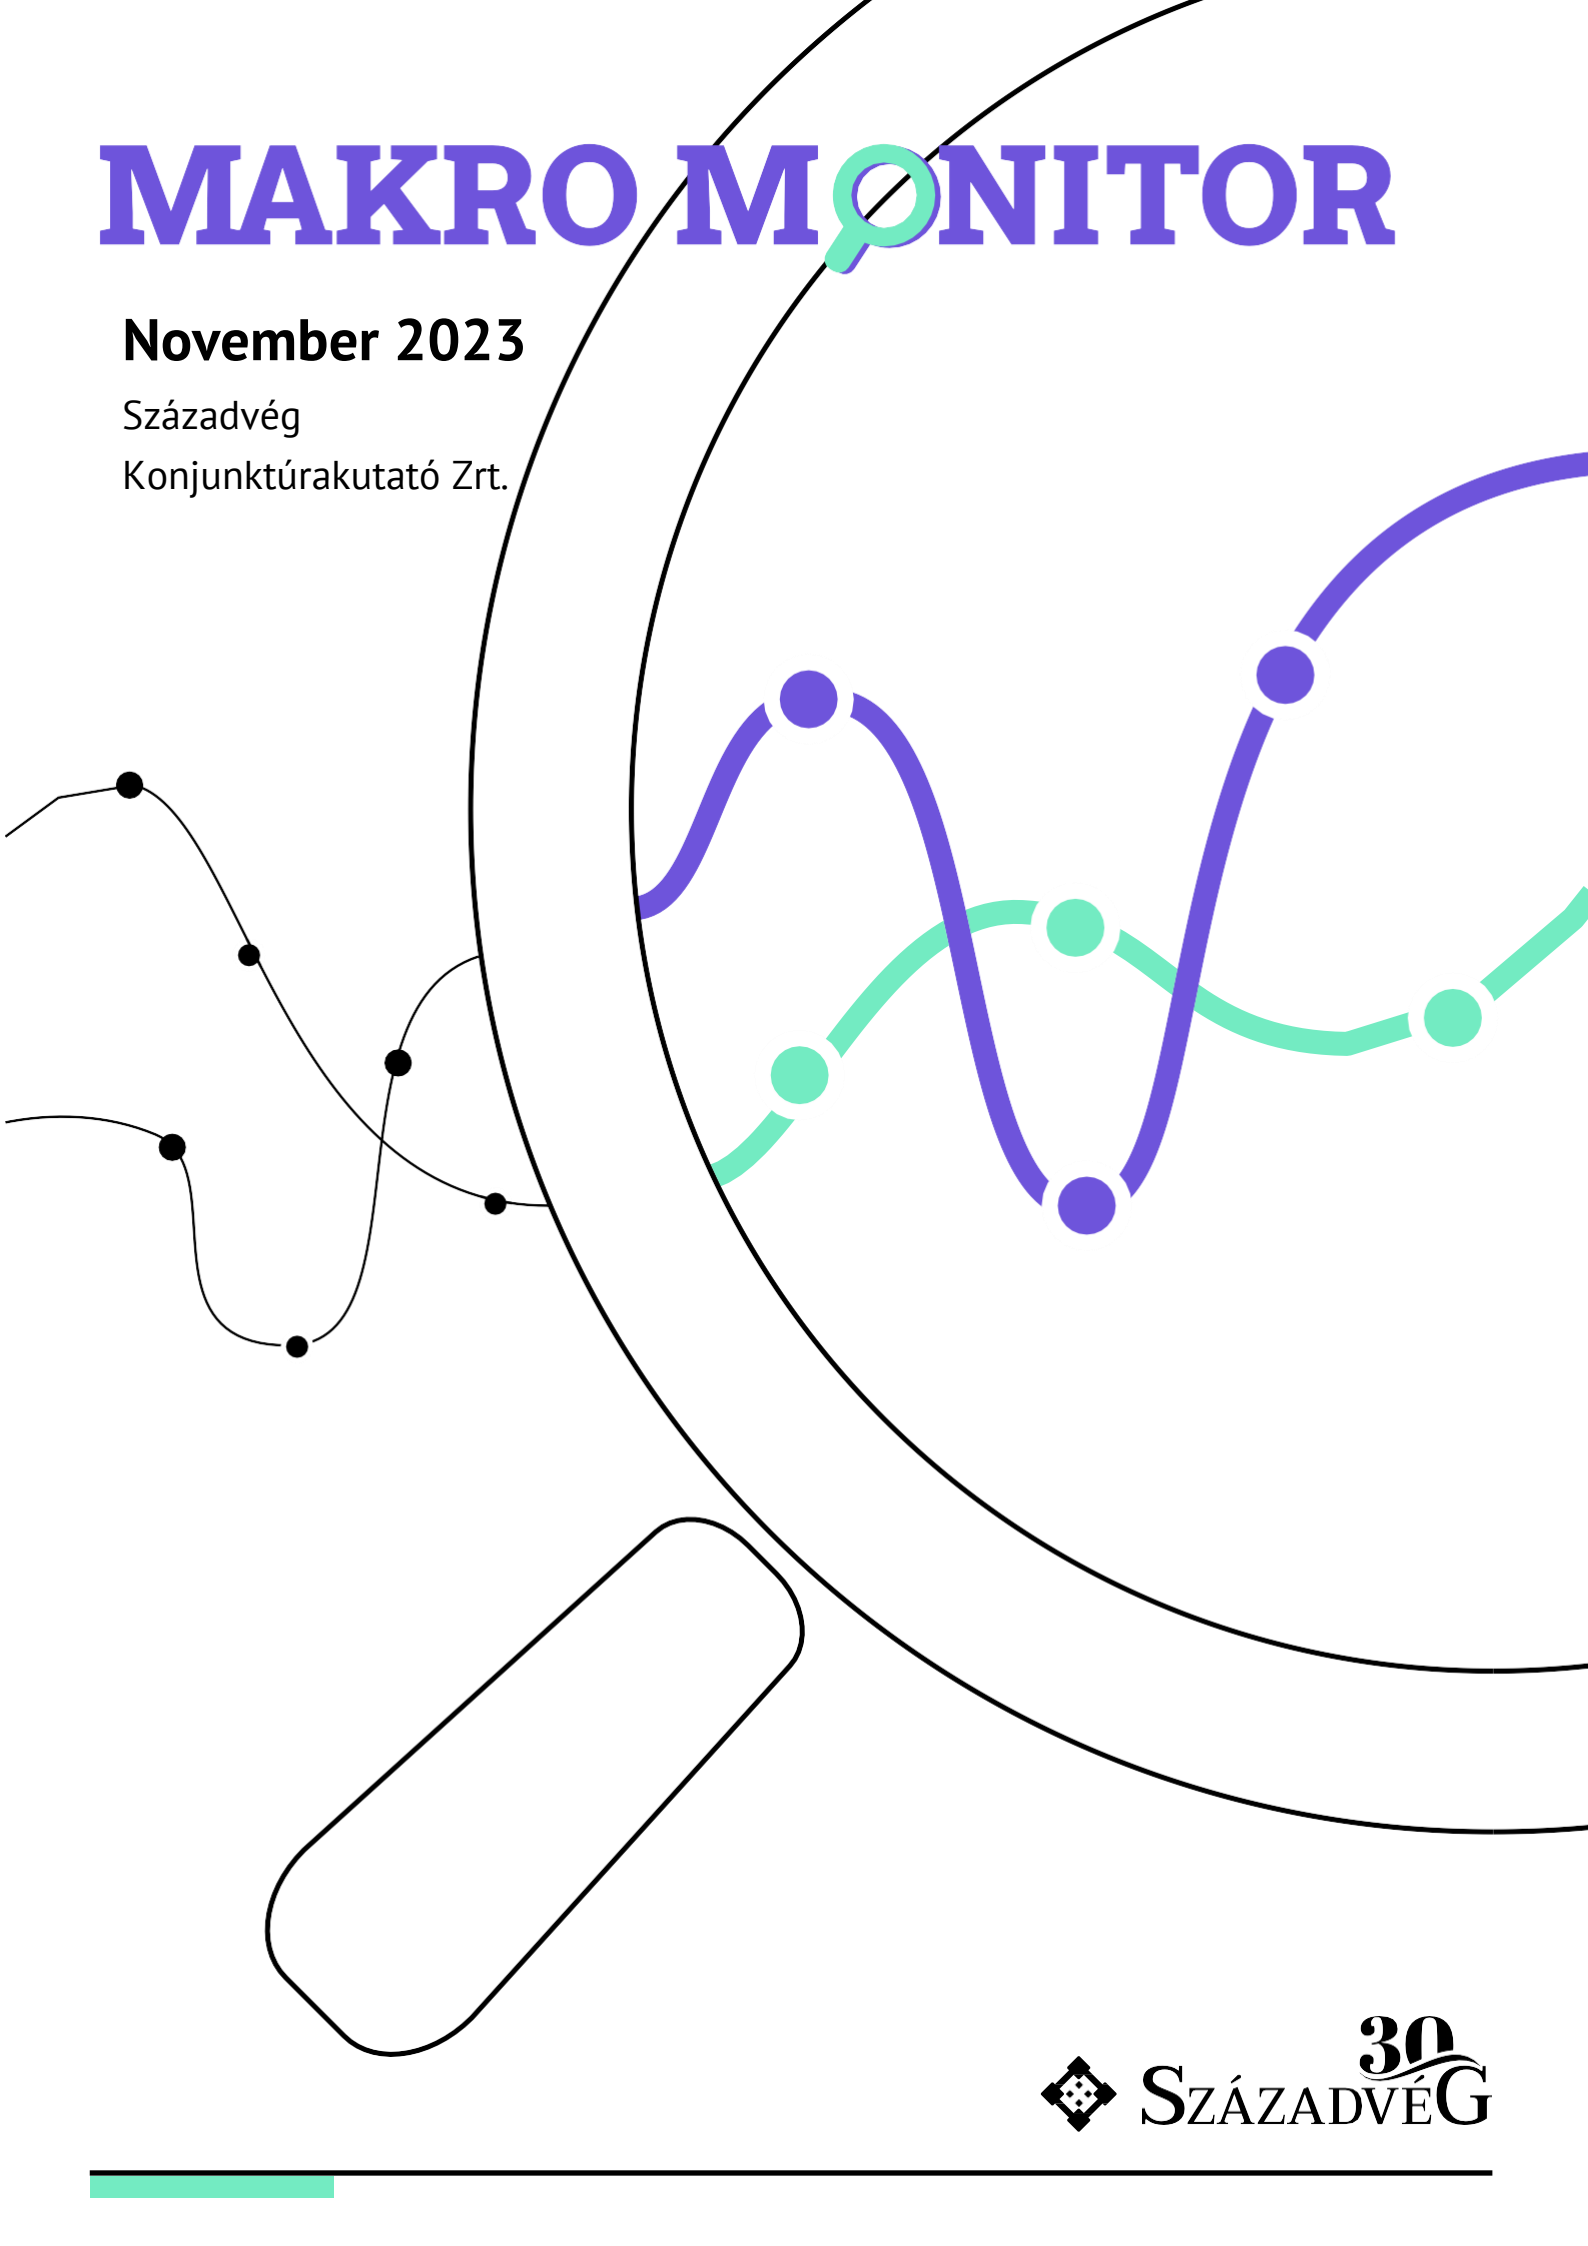 MAKRO MONITOR
November 2023
Századvég
Konjunktúrakutató Zrt.
30
SZÁZADVÉG